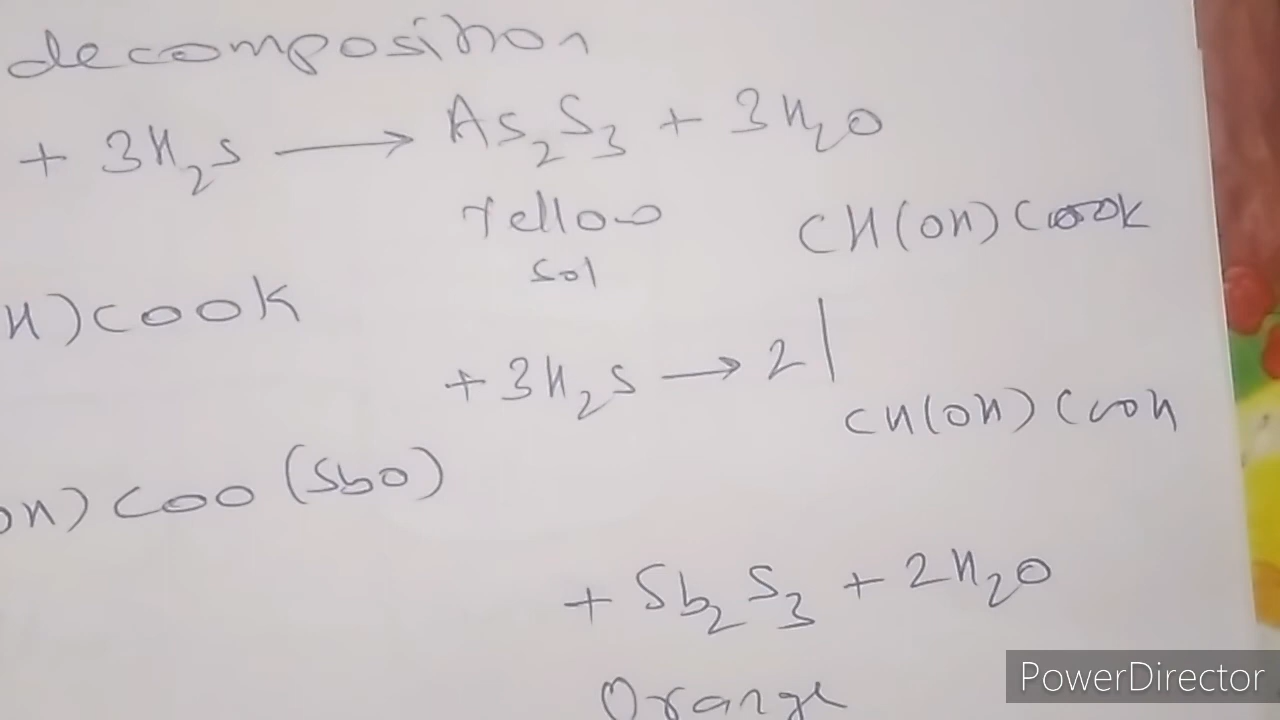 decomposition
+ 3H₂S ⟶ As₂S₃ + 3H₂O
Yellow
sol
CH(OH)COOK
H)COOK
+ 3H₂S ⟶ 2 |
CH(OH)COOH
OH)COO(SbO)
+ Sb₂S₃ + 2H₂O
Orange
PowerDirector